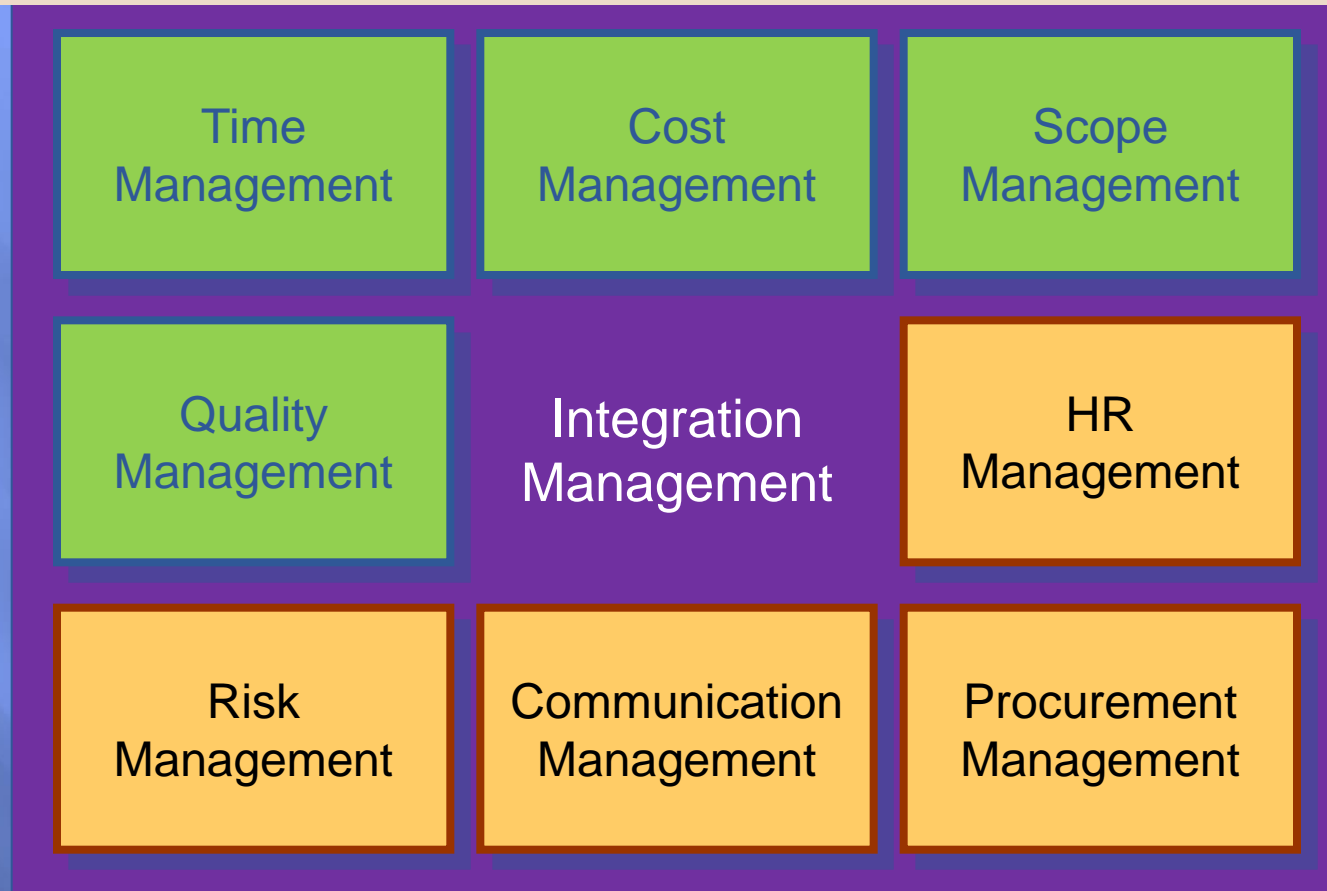 Time
Management
Cost
Management
Scope
Management
Quality
Management
Integration
Management
HR
Management
Risk
Management
Communication
Management
Procurement
Management